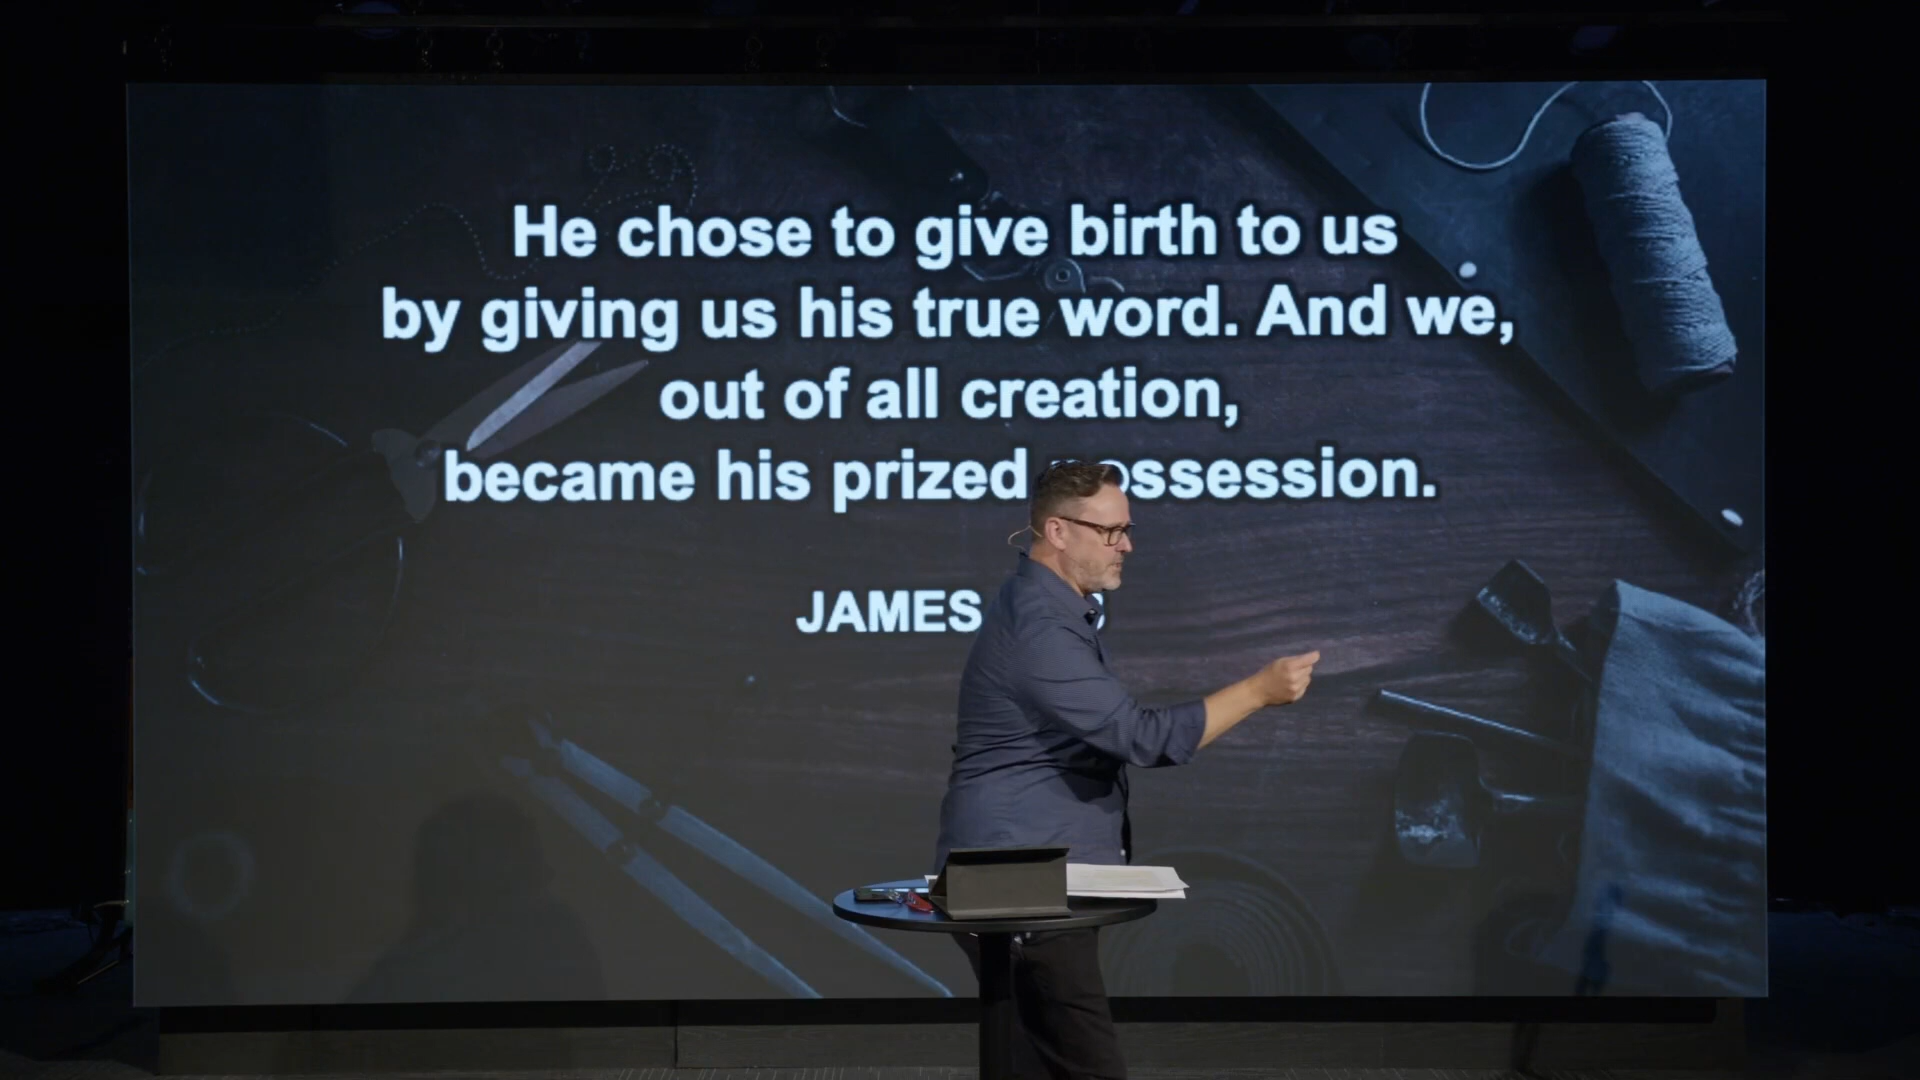 He chose to give birth to us
by giving us his true word. And we,
out of all creation,
became his prized ossession.
JAMES